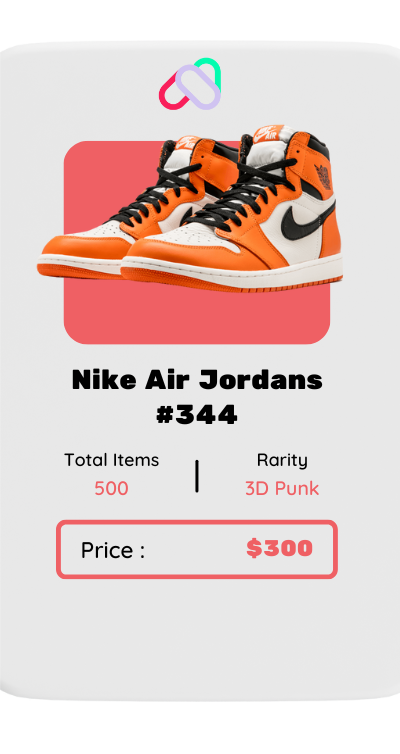 Nike Air Jordans
#344
Total Items | Rarity
500 3D Punk
Price : $300